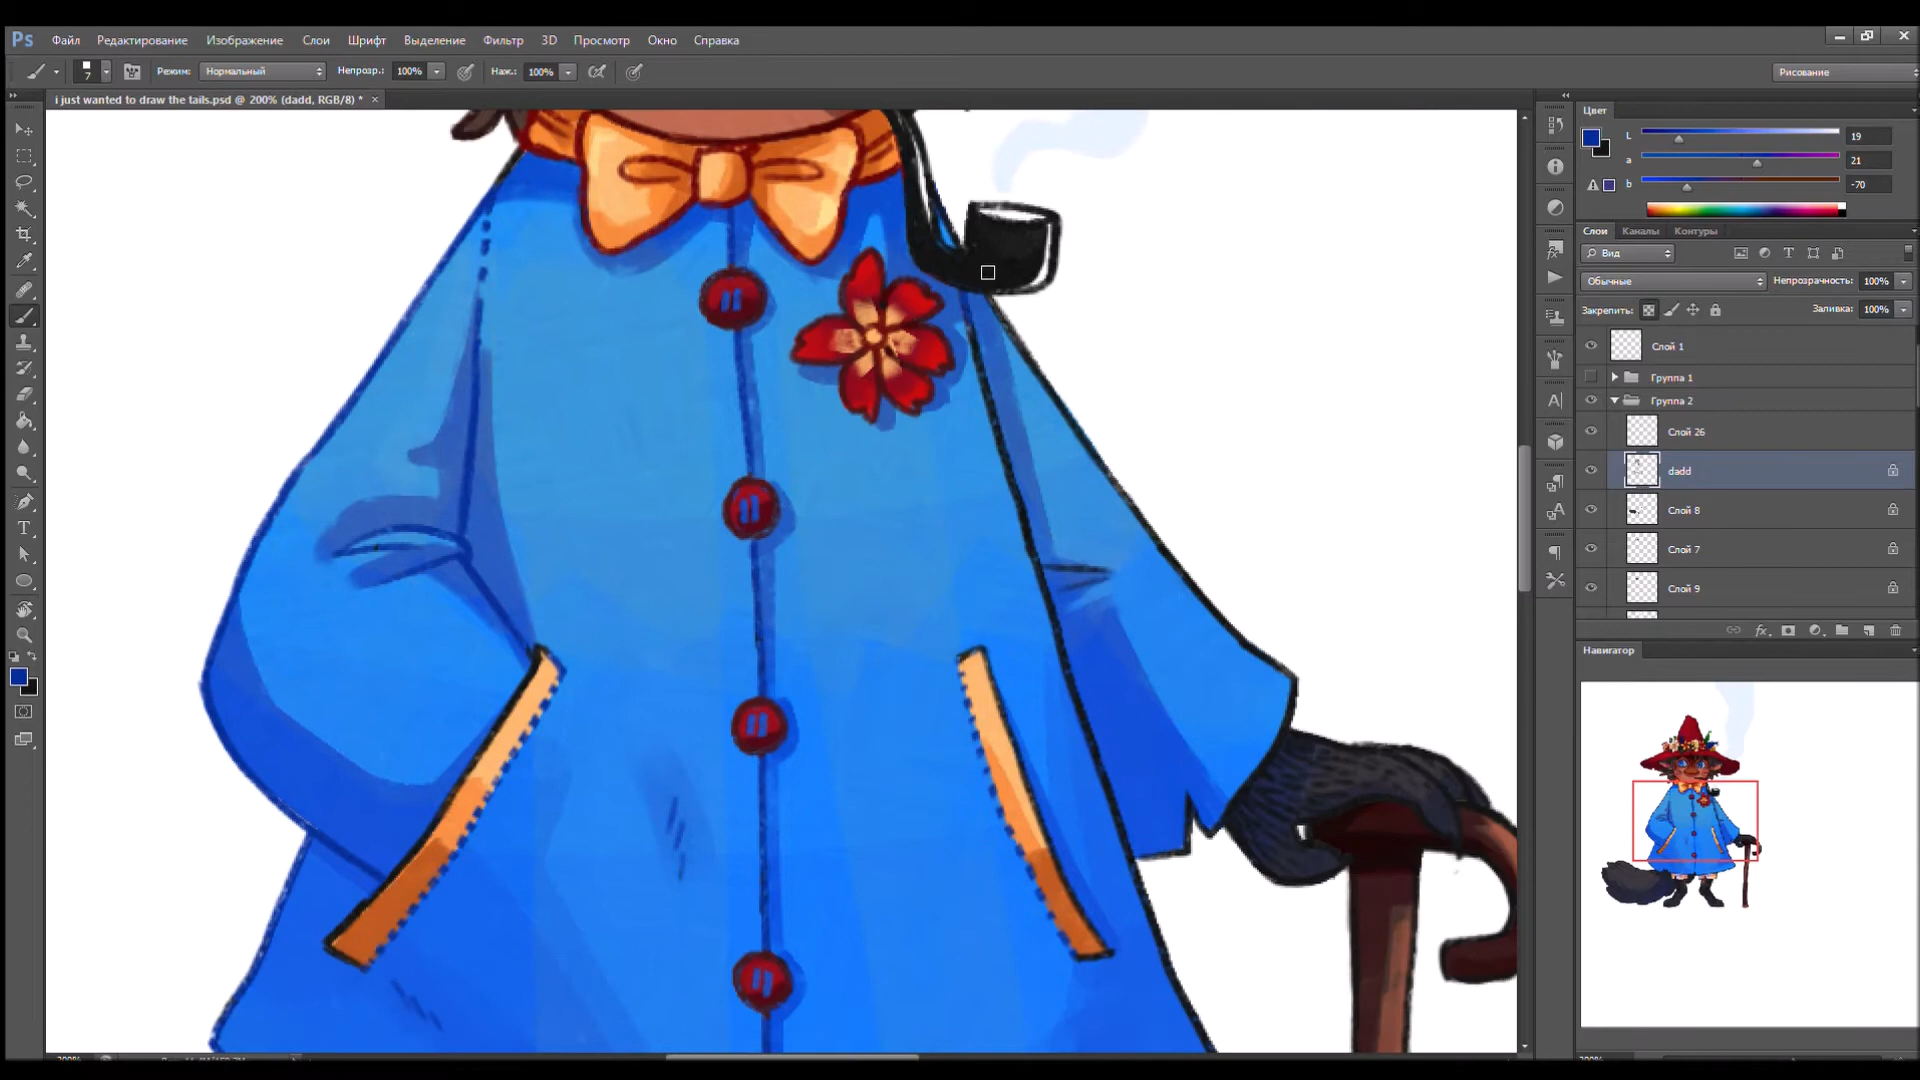 Ps Файл Редактирование Изображение Слои Шрифт Выделение Фильтр 3D Просмотр Окно Справка
7 Режим: Нормальный Непрозр.: 100% Наж.: 100% Рисование
i just wanted to draw the tails.psd @ 200% (dadd, RGB/8) * ×
Цвет
L 19
a 21
b -70
Слои Каналы Контуры
Вид
Обычные Непрозрачность: 100%
Закрепить: Заливка: 100%
Слой 1
Группа 1
Группа 2
Слой 26
dadd
Слой 8
Слой 7
Слой 9
fx
Навигатор